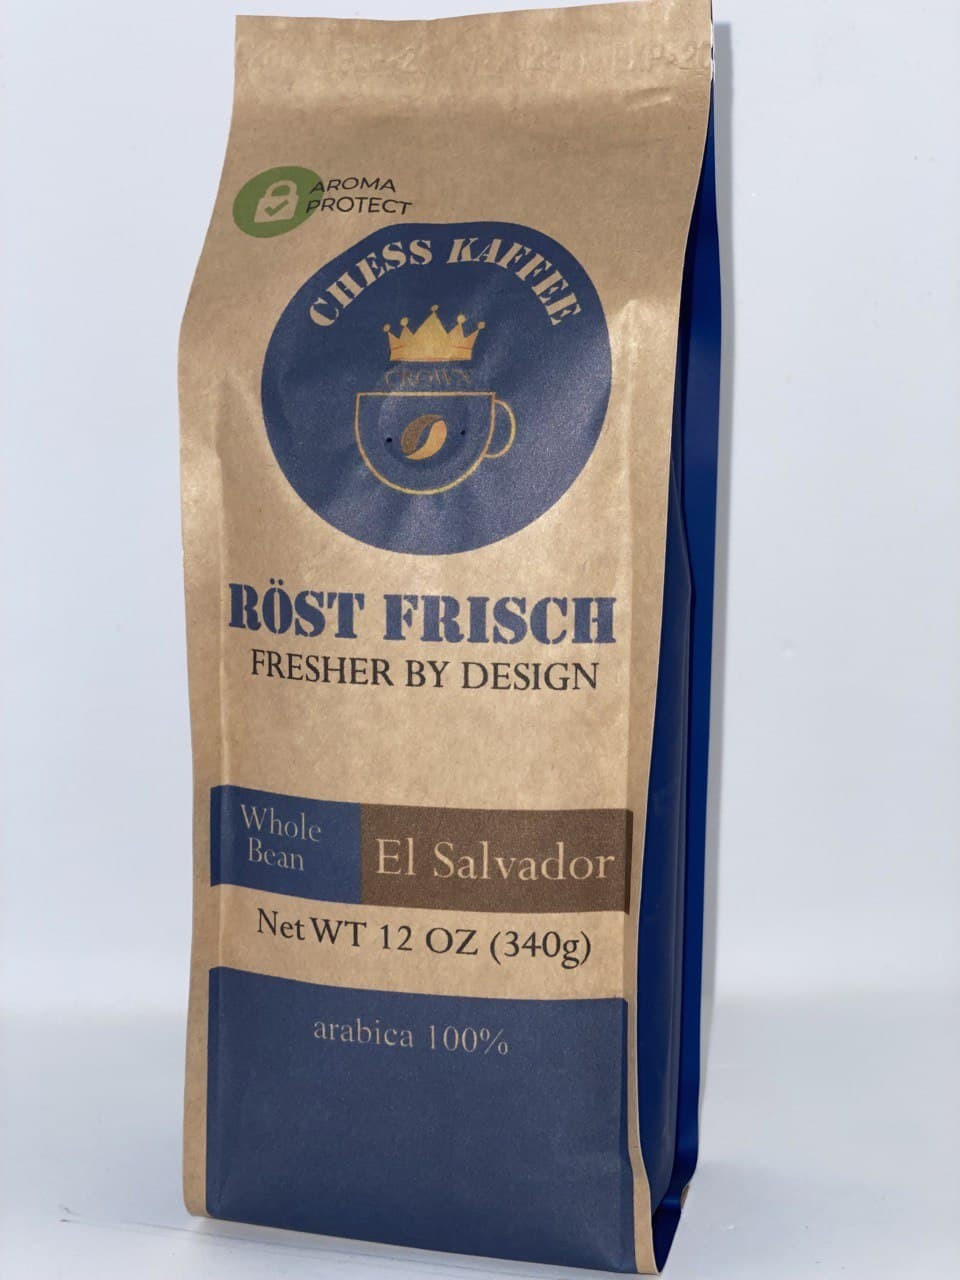 AROMA
PROTECT
CHESS KAFFEE
CROWN
RÖST FRISCH
FRESHER BY DESIGN
Whole
Bean
El Salvador
Net WT 12 OZ (340g)
arabica 100%